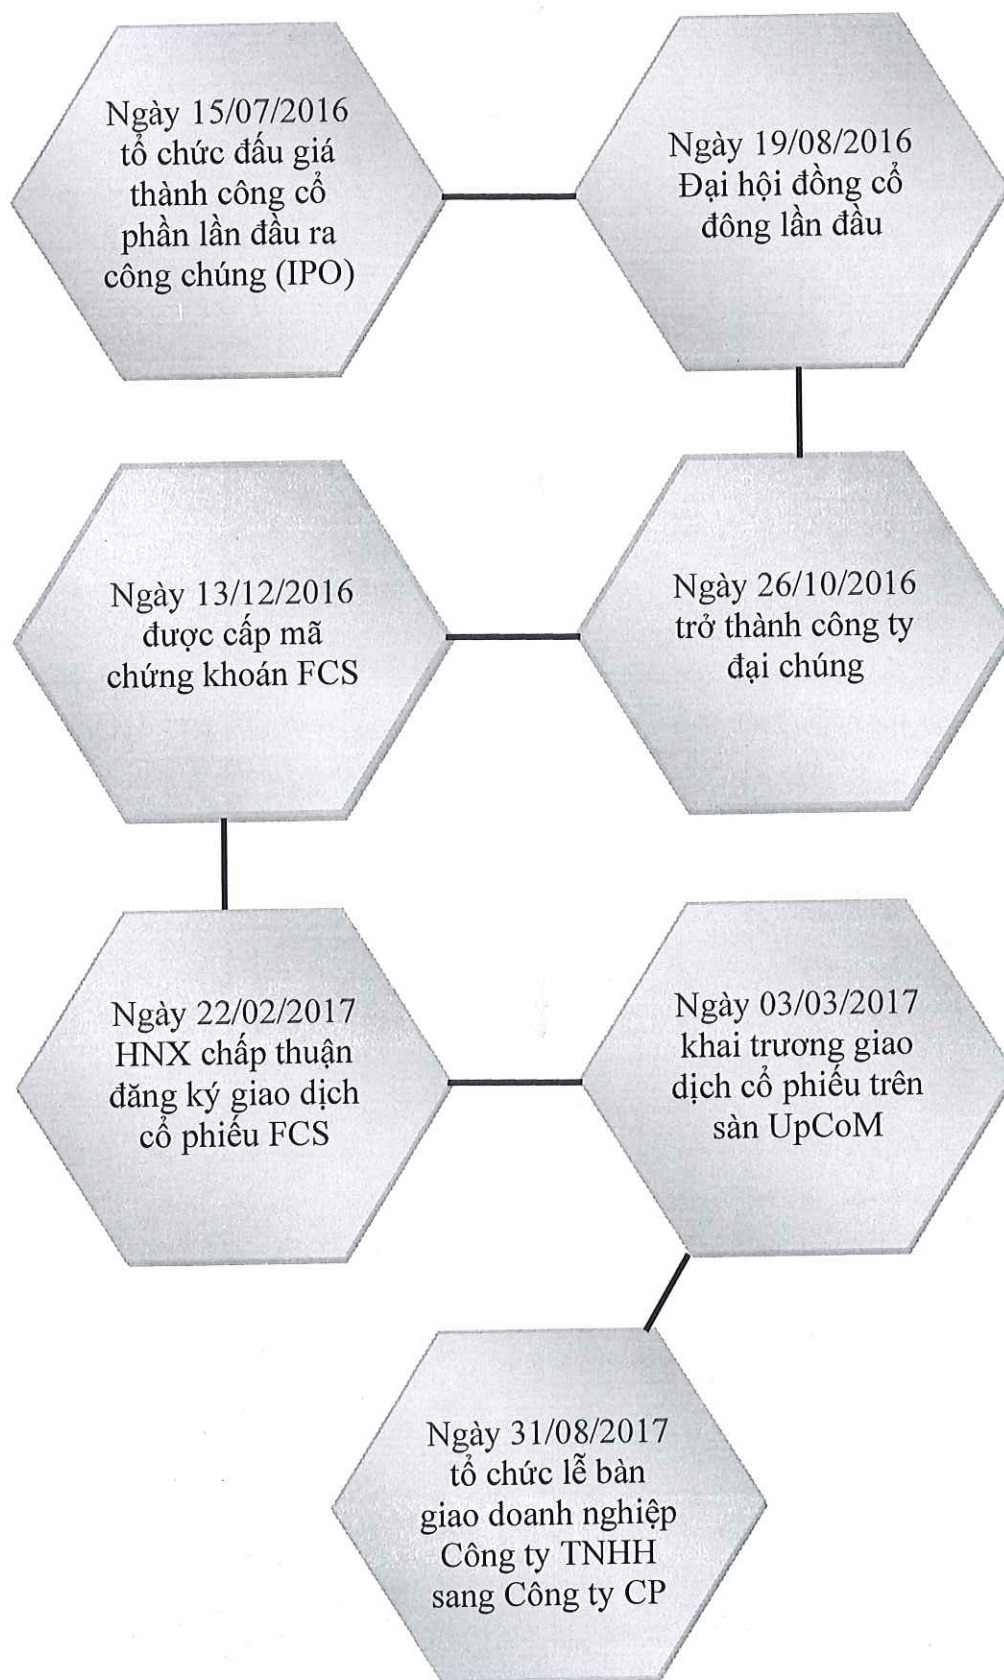 Ngày 15/07/2016
tổ chức đấu giá
thành công cổ
phần lần đầu ra
công chúng (IPO)
Ngày 19/08/2016
Đại hội đồng cổ
đông lần đầu
Ngày 26/10/2016
trở thành công ty
đại chúng
Ngày 13/12/2016
được cấp mã
chứng khoán FCS
Ngày 22/02/2017
HNX chấp thuận
đăng ký giao dịch
cổ phiếu FCS
Ngày 03/03/2017
khai trương giao
dịch cổ phiếu trên
sàn UpCoM
Ngày 31/08/2017
tổ chức lễ bàn
giao doanh nghiệp
Công ty TNHH
sang Công ty CP